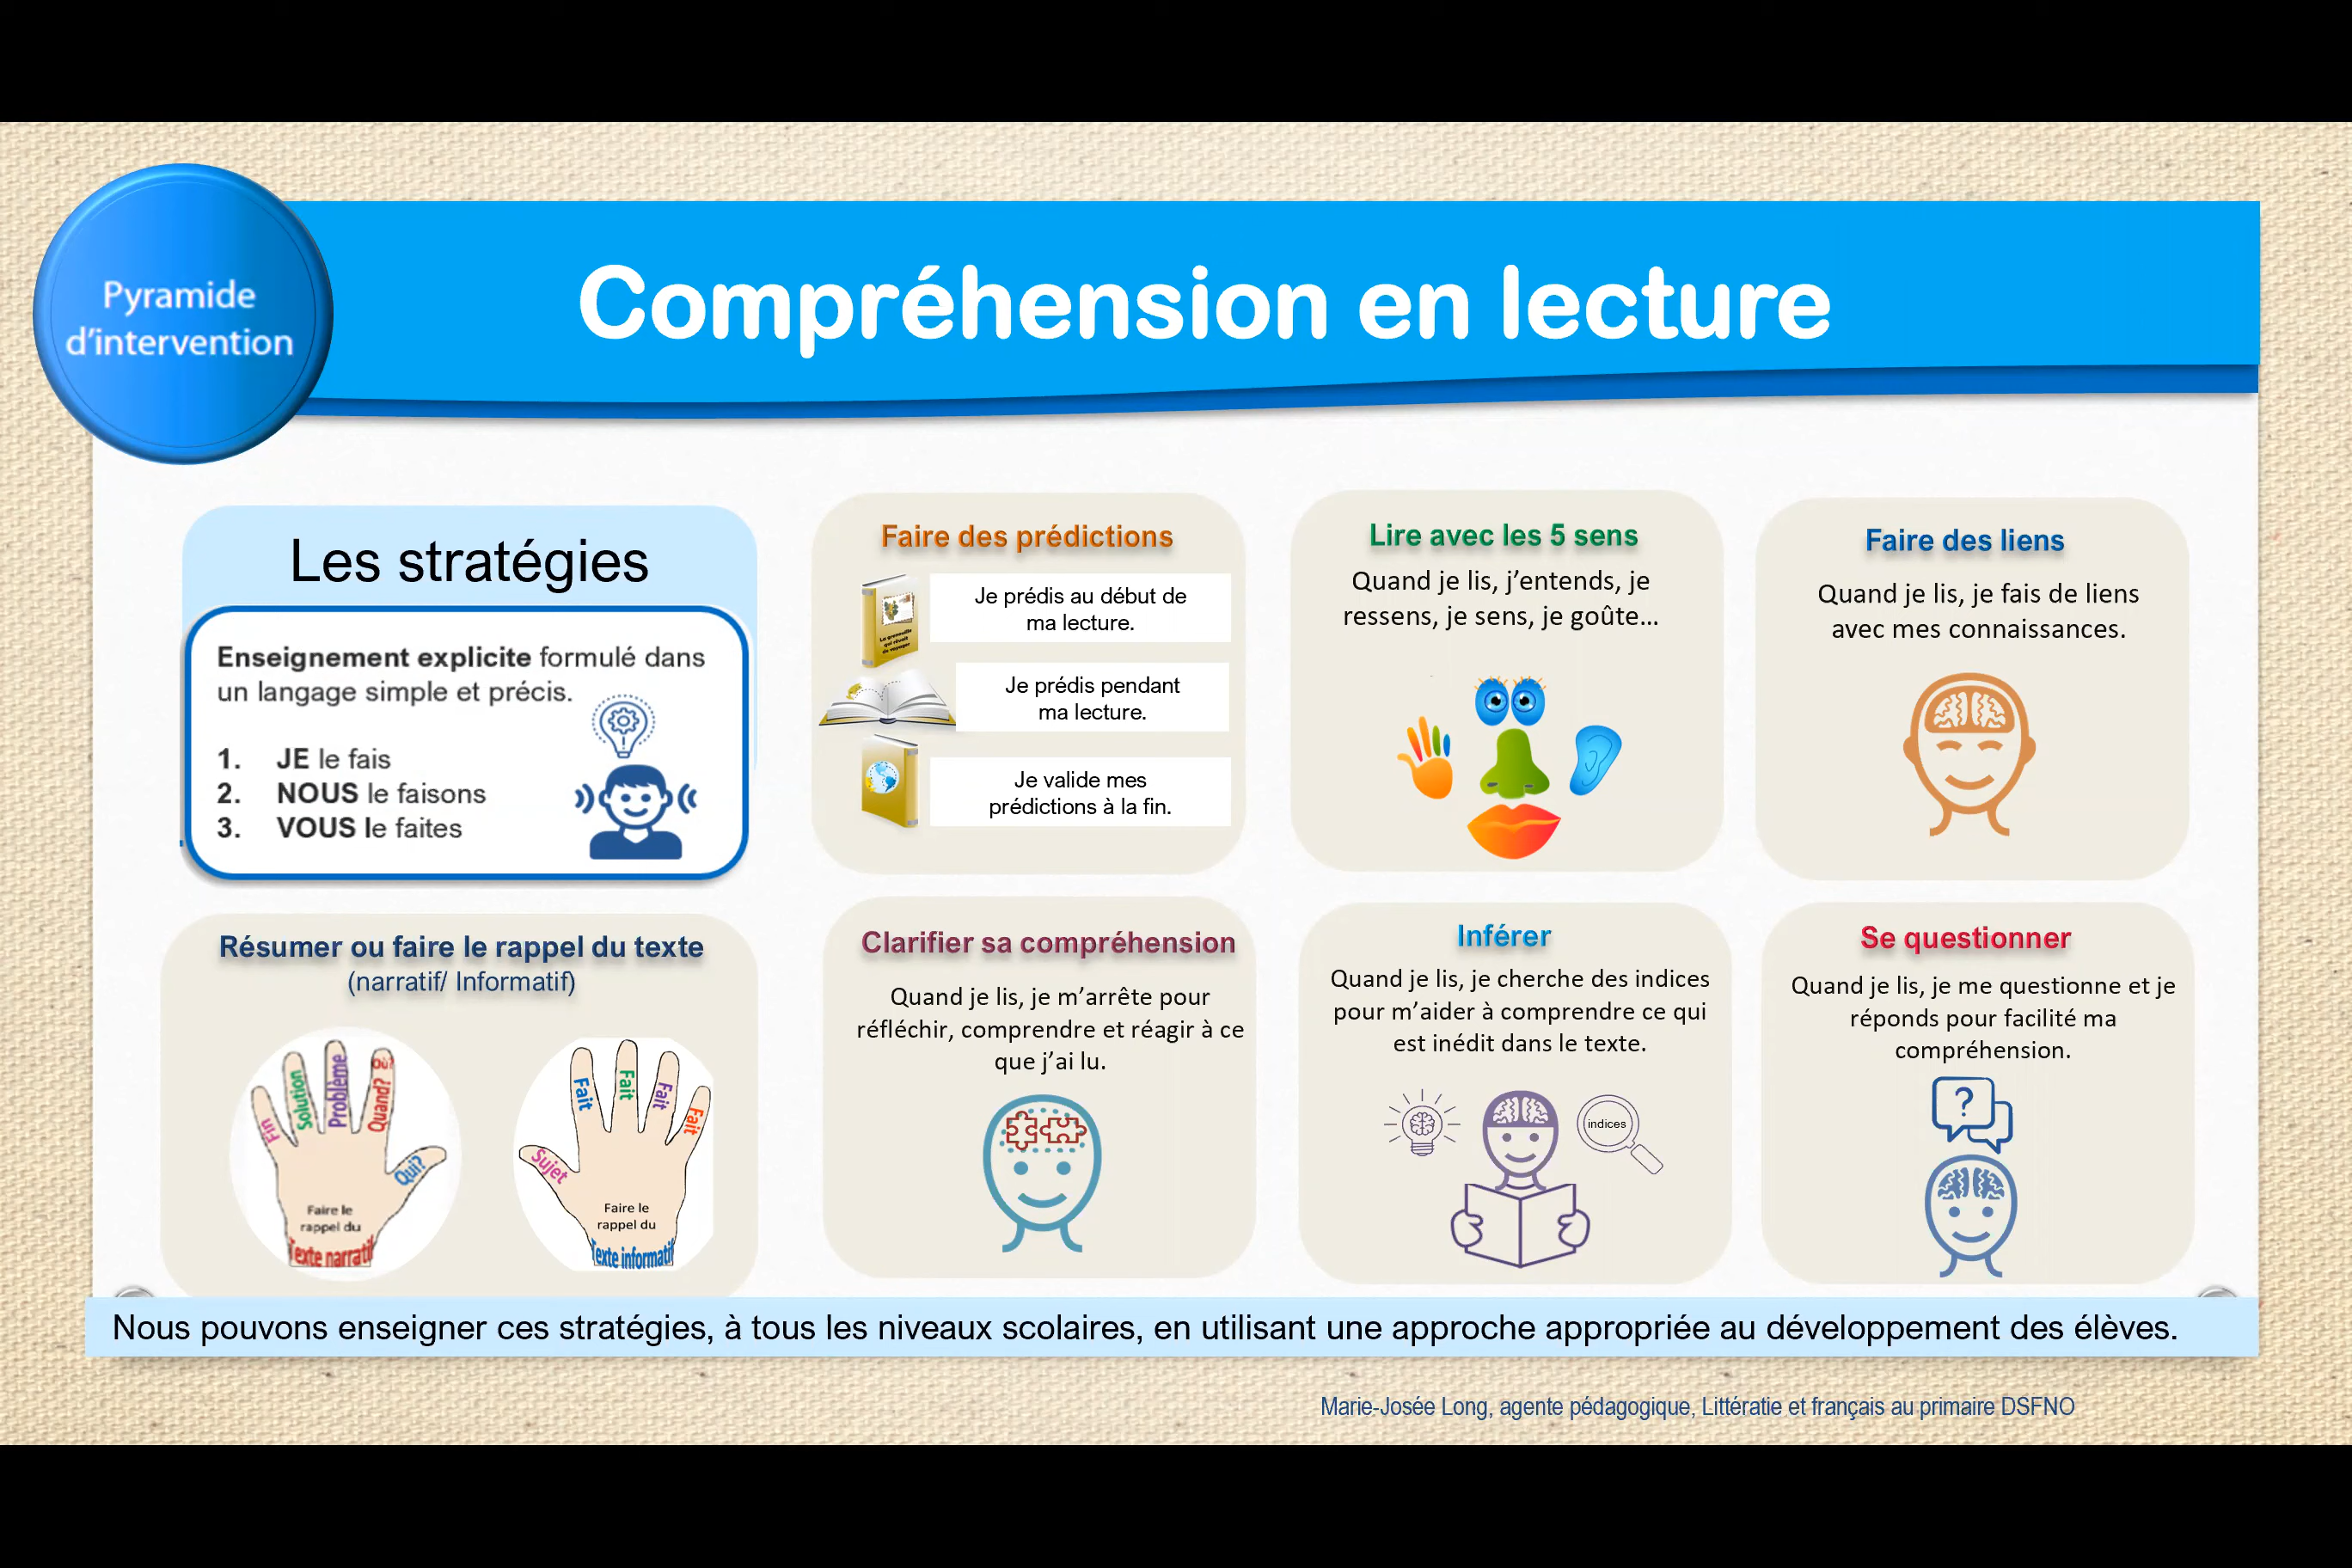 Pyramide
d'intervention
Compréhension en lecture
Les stratégies
Enseignement explicite formulé dans
un langage simple et précis.
1. JE le fais
2. NOUS le faisons
3. VOUS le faites
Faire des prédictions
La grenouille
qui rêvait
de voyager
Je prédis au début de
ma lecture.
Je prédis pendant
ma lecture.
Je valide mes
prédictions à la fin.
Lire avec les 5 sens
Quand je lis, j'entends, je
ressens, je sens, je goûte...
Faire des liens
Quand je lis, je fais de liens
avec mes connaissances.
Résumer ou faire le rappel du texte
(narratif/ Informatif)
Fin
Solution
Problème
Quand? Où?
Qui?
Faire le
rappel du
Texte narratif
Sujet
Fait
Fait
Fait
Fait
Faire le
rappel du
Texte informatif
Clarifier sa compréhension
Quand je lis, je m'arrête pour
réfléchir, comprendre et réagir à ce
que j'ai lu.
Inférer
Quand je lis, je cherche des indices
pour m'aider à comprendre ce qui
est inédit dans le texte.
indices
Se questionner
Quand je lis, je me questionne et je
réponds pour facilité ma
compréhension.
?
Nous pouvons enseigner ces stratégies, à tous les niveaux scolaires, en utilisant une approche appropriée au développement des élèves.
Marie-Josée Long, agente pédagogique, Littératie et français au primaire DSFNO